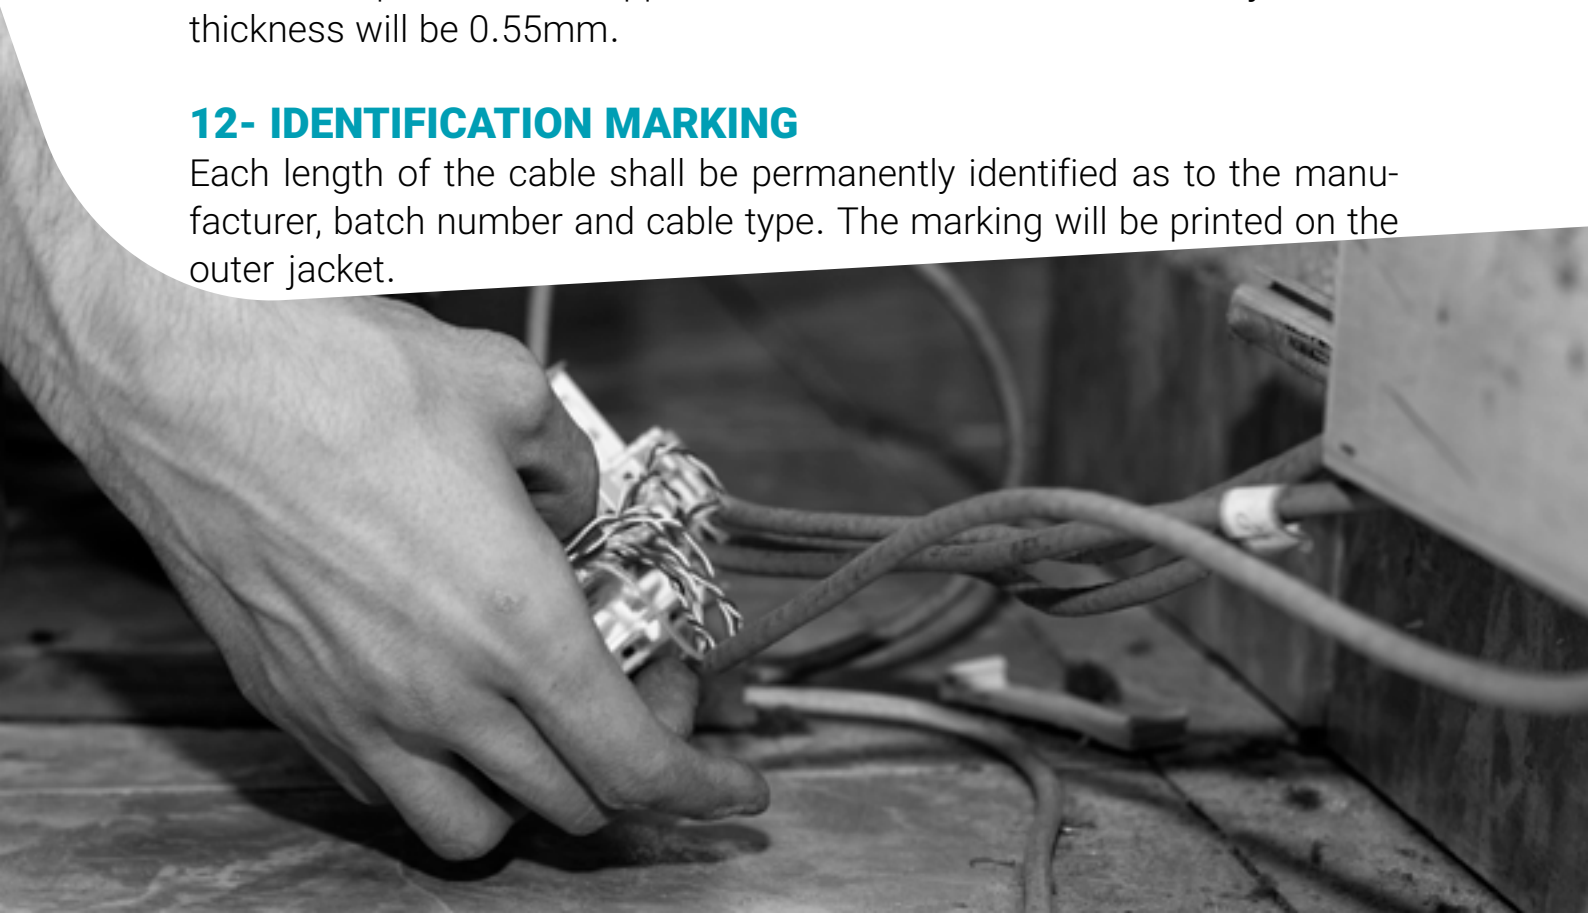 thickness will be 0.55mm.
12- IDENTIFICATION MARKING
Each length of the cable shall be permanently identified as to the manu-
facturer, batch number and cable type. The marking will be printed on the
outer jacket.